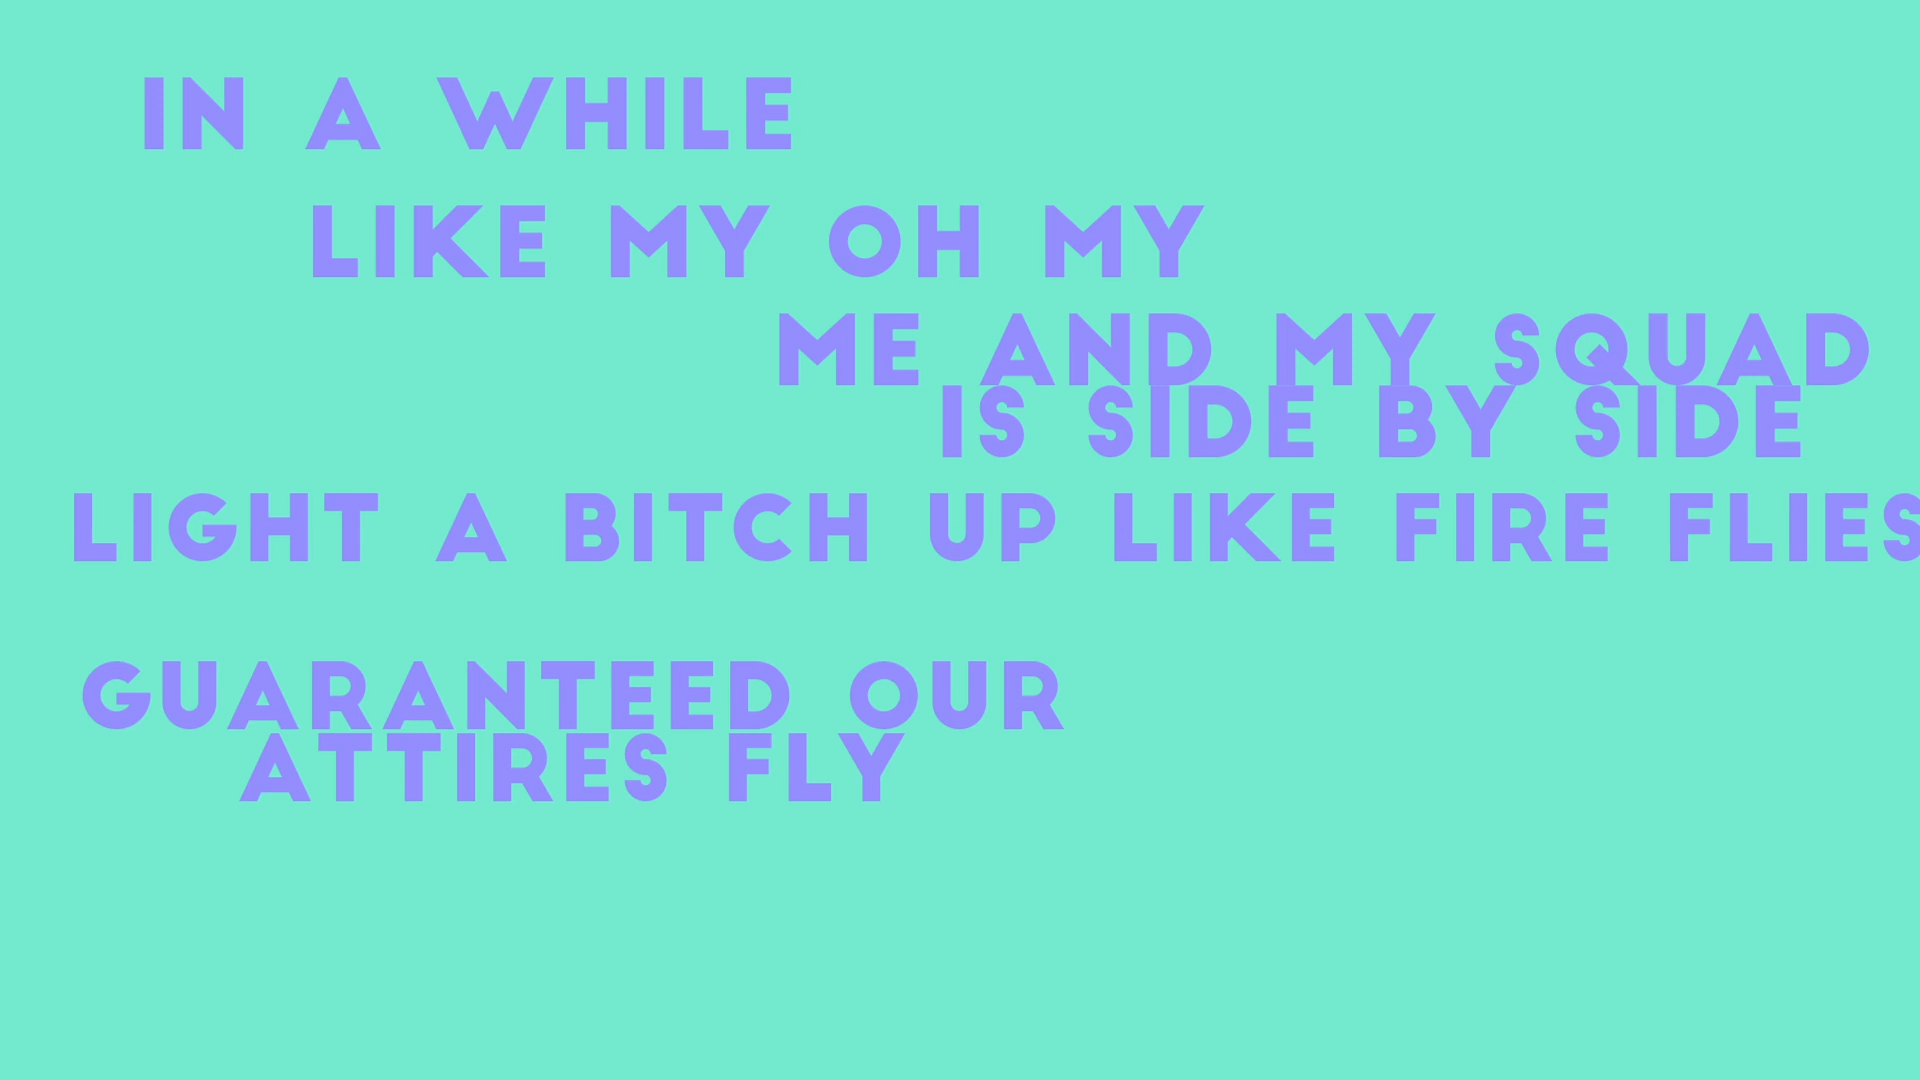 IN A WHILE
LIKE MY OH MY
ME AND MY SQUAD
IS SIDE BY SIDE
LIGHT A BITCH UP LIKE FIRE FLIES
GUARANTEED OUR
ATTIRES FLY